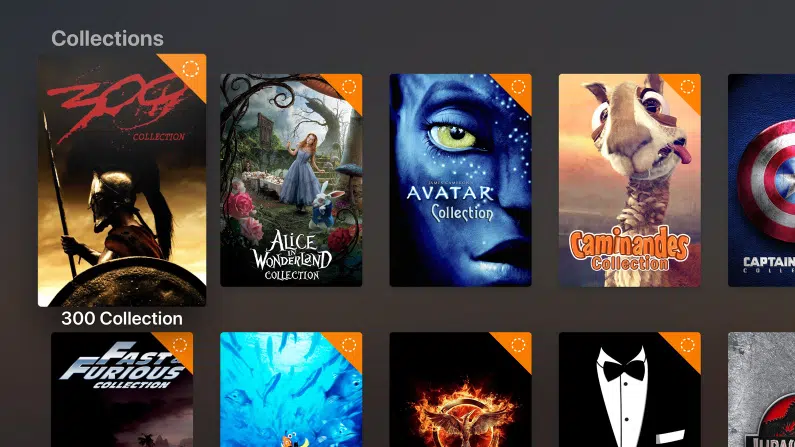 Collections
300
COLLECTION
ALICE
IN
WONDERLAND
COLLECTION
JAMES CAMERON'S
AVATAR
Collection
Caminandes
Collection
CAPTAIN
COLLE
300 Collection
FAST &
FURIOUS
COLLECTION